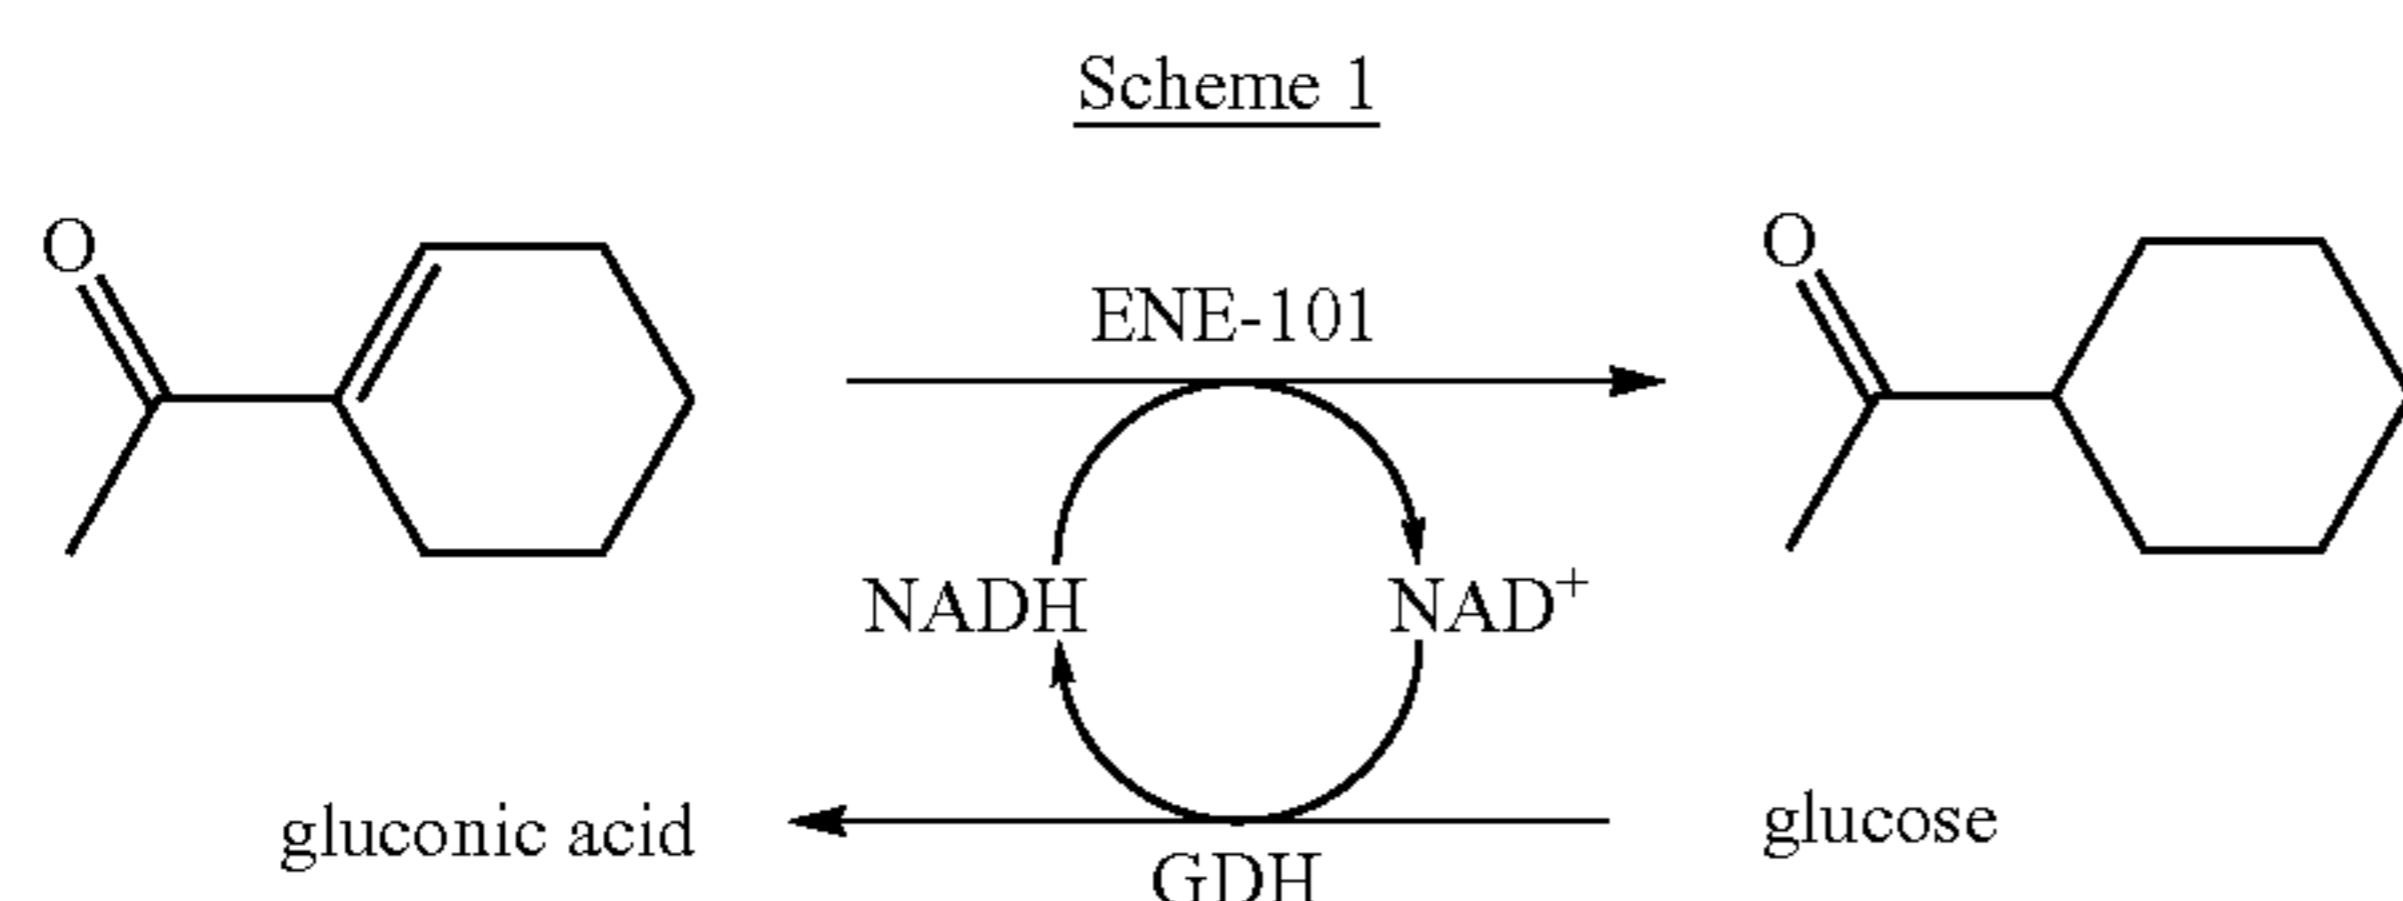 Scheme 1
O
O
ENE-101
NADH
NAD⁺
gluconic acid
glucose
GDH